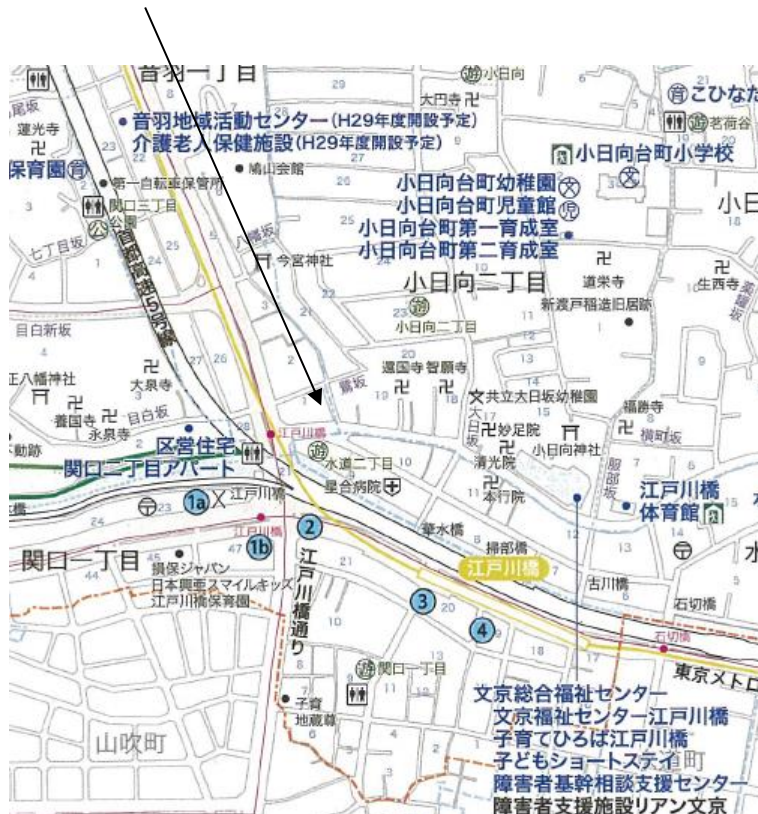 音羽一丁目
29
大円寺
小日向
こひなた
茗荷谷
尾坂
蓮光寺
音羽地域活動センター(H29年度開設予定)
介護老人保健施設(H29年度開設予定)
小日向台町小学校
保育園
第一自転車保管所
鳩山会館
関口三丁目
公園
小日向台町幼稚園
小日向台町児童館
小日向台町第一育成室
小日向台町第二育成室
七丁目坂
八幡坂
今宮神社
首都高速5号線
小日向二丁目
道栄寺
生西寺
新渡戸稲造旧居跡
小日向二丁目
目白新坂
大泉寺
正八幡神社
養国寺
永泉寺
目白坂
鷺坂
還国寺
智願寺
共立大日坂幼稚園
大日坂
妙足院
小日向神社
福勝寺
横町坂
服部坂
区営住宅
関口二丁目アパート
江戸川橋
水道二丁目
清光院
本行院
江戸川橋
体育館
星合病院
江戸川橋
1a
1b
2
3
4
江戸川橋
華水橋
掃部橋
古川橋
石切橋
石切橋
関口一丁目
損保ジャパン
日本興亜スマイルキッズ
江戸川橋保育園
江戸川橋通り
江戸川橋
東京メトロ
関口一丁目
子育
地蔵尊
山吹町
文京総合福祉センター
文京福祉センター江戸川橋
子育てひろば江戸川橋
子どもショートステイ
障害者基幹相談支援センター
障害者支援施設リアン文京